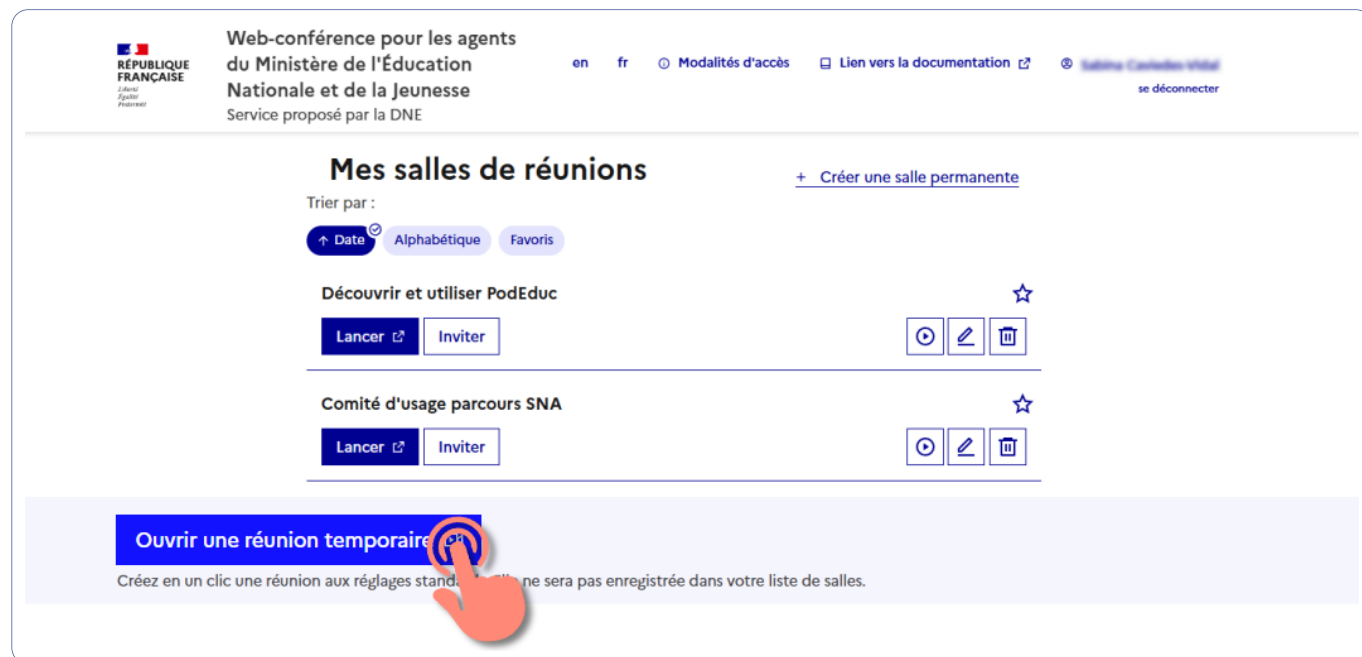 RÉPUBLIQUE
FRANÇAISE
Liberté
Égalité
Fraternité
Web-conférence pour les agents
du Ministère de l'Éducation
Nationale et de la Jeunesse
Service proposé par la DNE
en fr Modalités d'accès Lien vers la documentation
se déconnecter
Mes salles de réunions
+ Créer une salle permanente
Trier par :
Date Alphabétique Favoris
Découvrir et utiliser PodEduc
Lancer Inviter
Comité d'usage parcours SNA
Lancer Inviter
Ouvrir une réunion temporaire
Créez en un clic une réunion aux réglages ne sera pas enregistrée dans votre liste de salles.